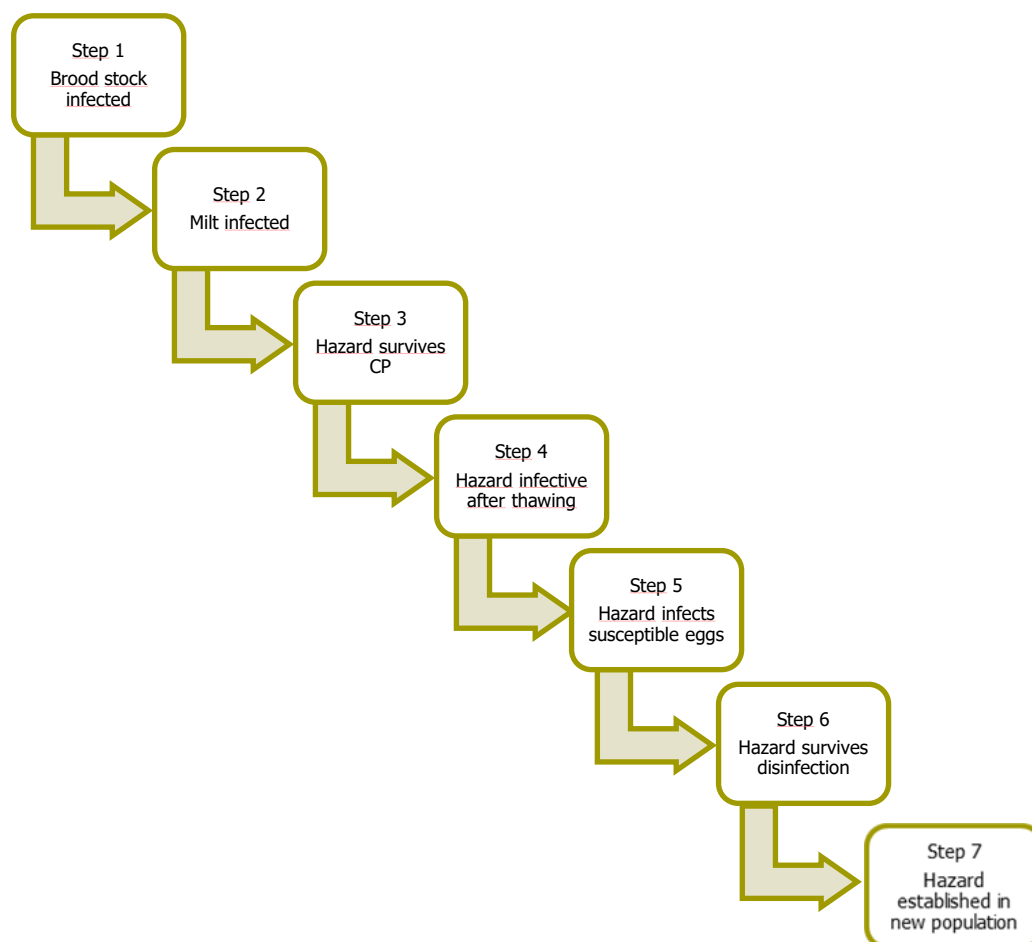 Step 1
Brood stock
infected
Step 2
Milt infected
Step 3
Hazard survives
CP
Step 4
Hazard infective
after thawing
Step 5
Hazard infects
susceptible eggs
Step 6
Hazard survives
disinfection
Step 7
Hazard
established in
new population